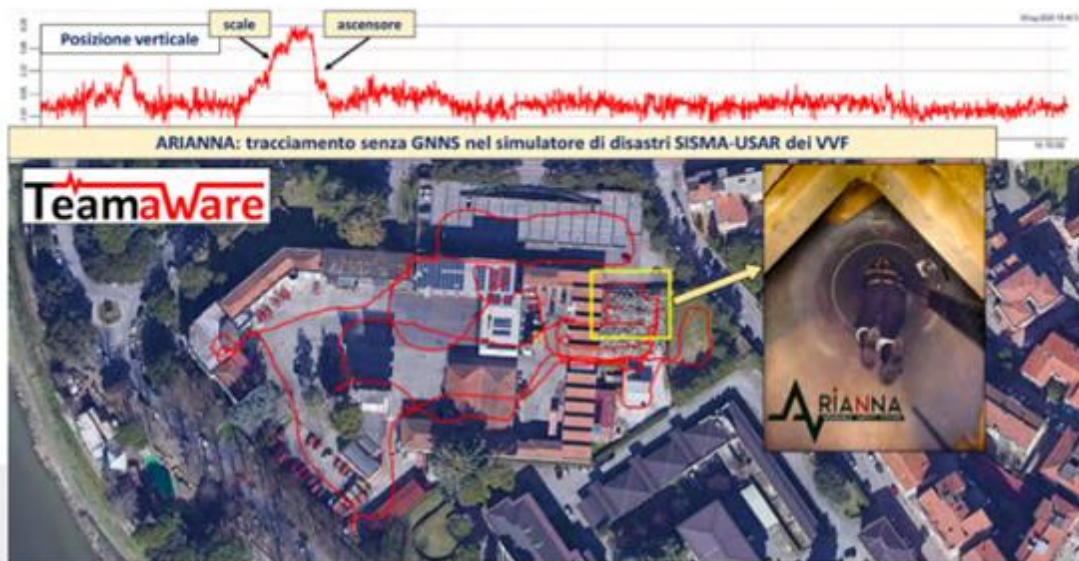 scale
ascensore
Posizione verticale
ARIANNA: tracciamento senza GNNS nel simulatore di disastri SISMA-USAR dei VVF
TeamaWare
ARIANNA